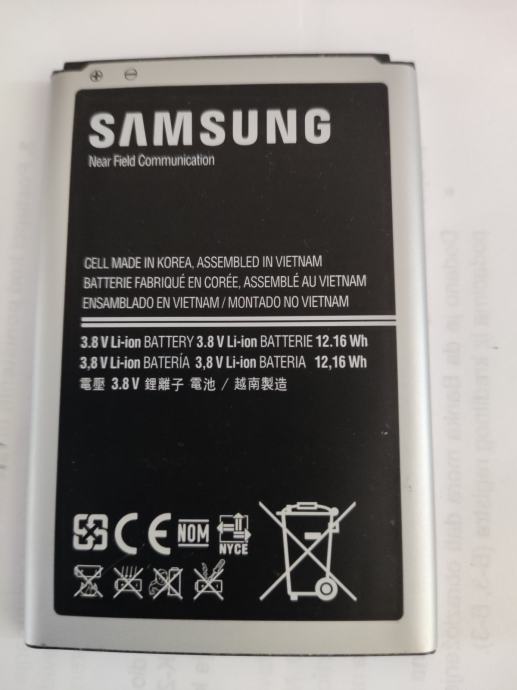 SAMSUNG
Near Field Communication
CELL MADE IN KOREA, ASSEMBLED IN VIETNAM
BATTERIE FABRIQUÉ EN CORÉE, ASSEMBLÉ AU VIETNAM
ENSAMBLADO EN VIETNAM / MONTADO NO VIETNAM
3.8 V Li-ion BATTERY 3.8 V Li-ion BATTERIE 12.16 Wh
3,8 V Li-ion BATERÍA 3,8 V Li-ion BATERIA 12,16 Wh
電壓 3.8 V 鋰離子 電池 / 越南製造
CE NOM NYCE